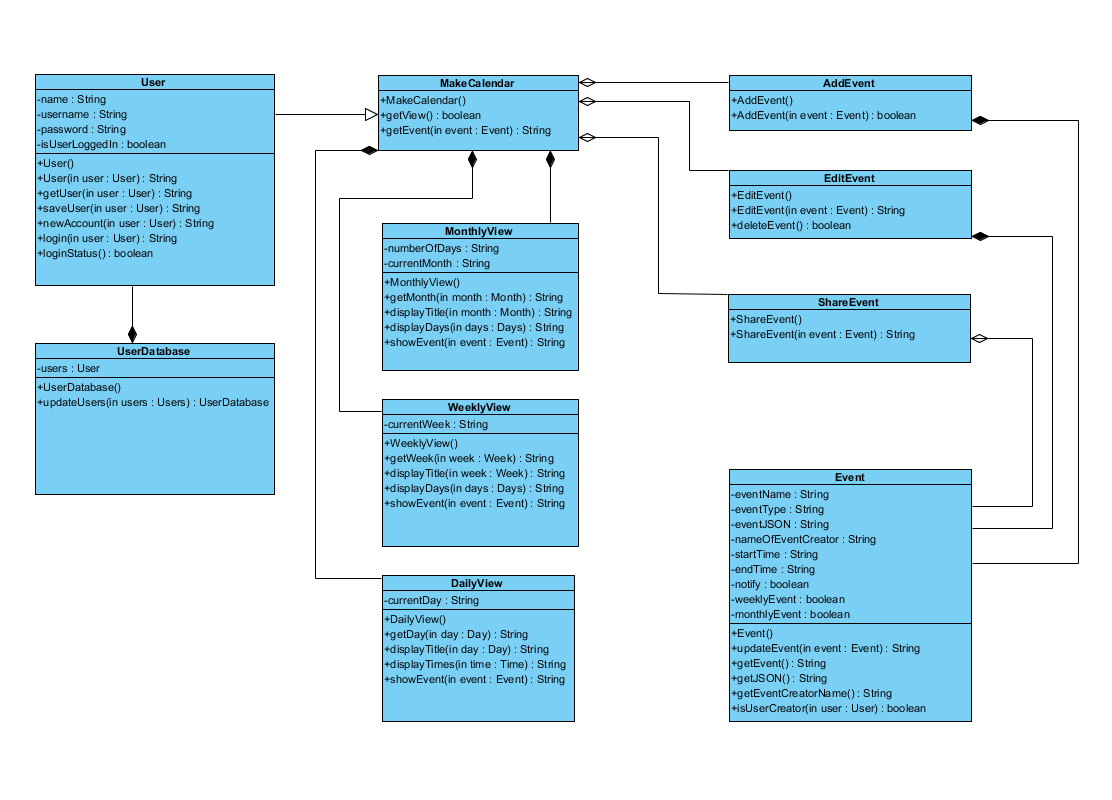 User
-name : String
-username : String
-password : String
-isUserLoggedIn : boolean
+User()
+User(in user : User) : String
+getUser(in user : User) : String
+saveUser(in user : User) : String
+newAccount(in user : User) : String
+login(in user : User) : String
+loginStatus() : boolean
UserDatabase
-users : User
+UserDatabase()
+updateUsers(in users : Users) : UserDatabase
MakeCalendar
+MakeCalendar()
+getView() : boolean
+getEvent(in event : Event) : String
MonthlyView
-numberOfDays : String
-currentMonth : String
+MonthlyView()
+getMonth(in month : Month) : String
+displayTitle(in month : Month) : String
+displayDays(in days : Days) : String
+showEvent(in event : Event) : String
WeeklyView
-currentWeek : String
+WeeklyView()
+getWeek(in week : Week) : String
+displayTitle(in week : Week) : String
+displayDays(in days : Days) : String
+showEvent(in event : Event) : String
DailyView
-currentDay : String
+DailyView()
+getDay(in day : Day) : String
+displayTitle(in day : Day) : String
+displayTimes(in time : Time) : String
+showEvent(in event : Event) : String
AddEvent
+AddEvent()
+AddEvent(in event : Event) : boolean
EditEvent
+EditEvent()
+EditEvent(in event : Event) : String
+deleteEvent() : boolean
ShareEvent
+ShareEvent()
+ShareEvent(in event : Event) : String
Event
-eventName : String
-eventType : String
-eventJSON : String
-nameOfEventCreator : String
-startTime : String
-endTime : String
-notify : boolean
-weeklyEvent : boolean
-monthlyEvent : boolean
+Event()
+updateEvent(in event : Event) : String
+getEvent() : String
+getJSON() : String
+getEventCreatorName() : String
+isUserCreator(in user : User) : boolean